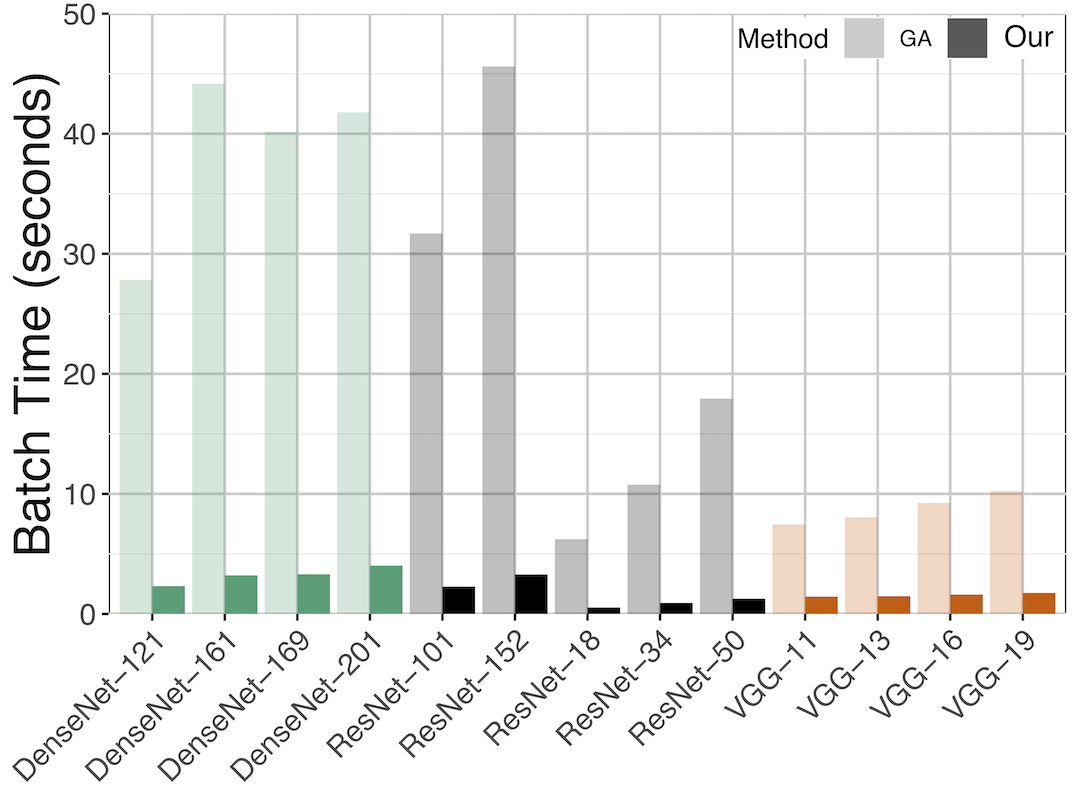 Batch Time (seconds)
50
40
30
20
10
0
Method GA Our
DenseNet−121
DenseNet−161
DenseNet−169
DenseNet−201
ResNet−101
ResNet−152
ResNet−18
ResNet−34
ResNet−50
VGG−11
VGG−13
VGG−16
VGG−19